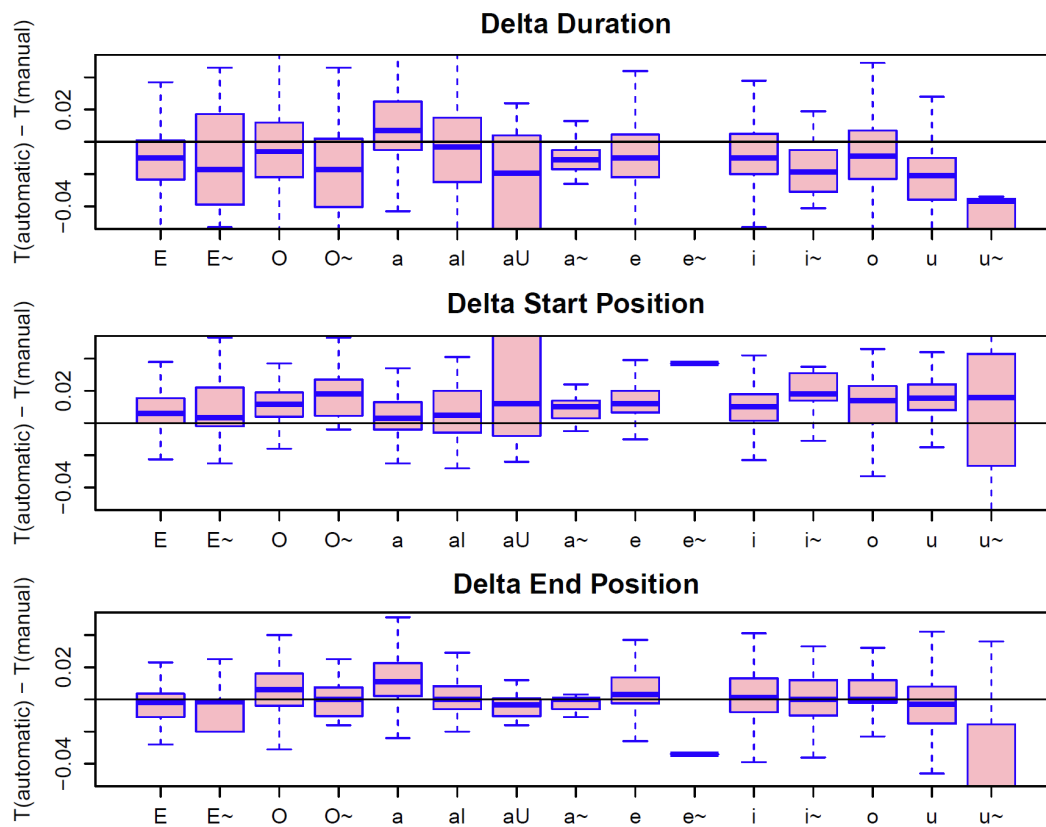 Delta Duration
T(automatic) − T(manual)
0.02
−0.04
E E~ O O~ a aI aU a~ e e~ i i~ o u u~
Delta Start Position
T(automatic) − T(manual)
0.02
−0.04
E E~ O O~ a aI aU a~ e e~ i i~ o u u~
Delta End Position
T(automatic) − T(manual)
0.02
−0.04
E E~ O O~ a aI aU a~ e e~ i i~ o u u~